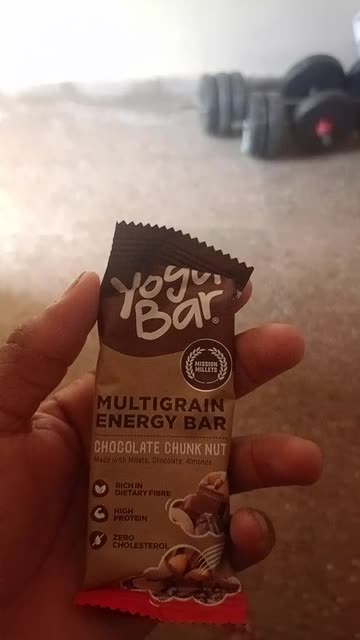 Yoga
Bar®
MISSION
MILLETS
MULTIGRAIN
ENERGY BAR
CHOCOLATE CHUNK NUT
Made with Millets, Chocolate, Almonds
RICH IN
DIETARY FIBRE
HIGH
PROTEIN
ZERO
CHOLESTEROL